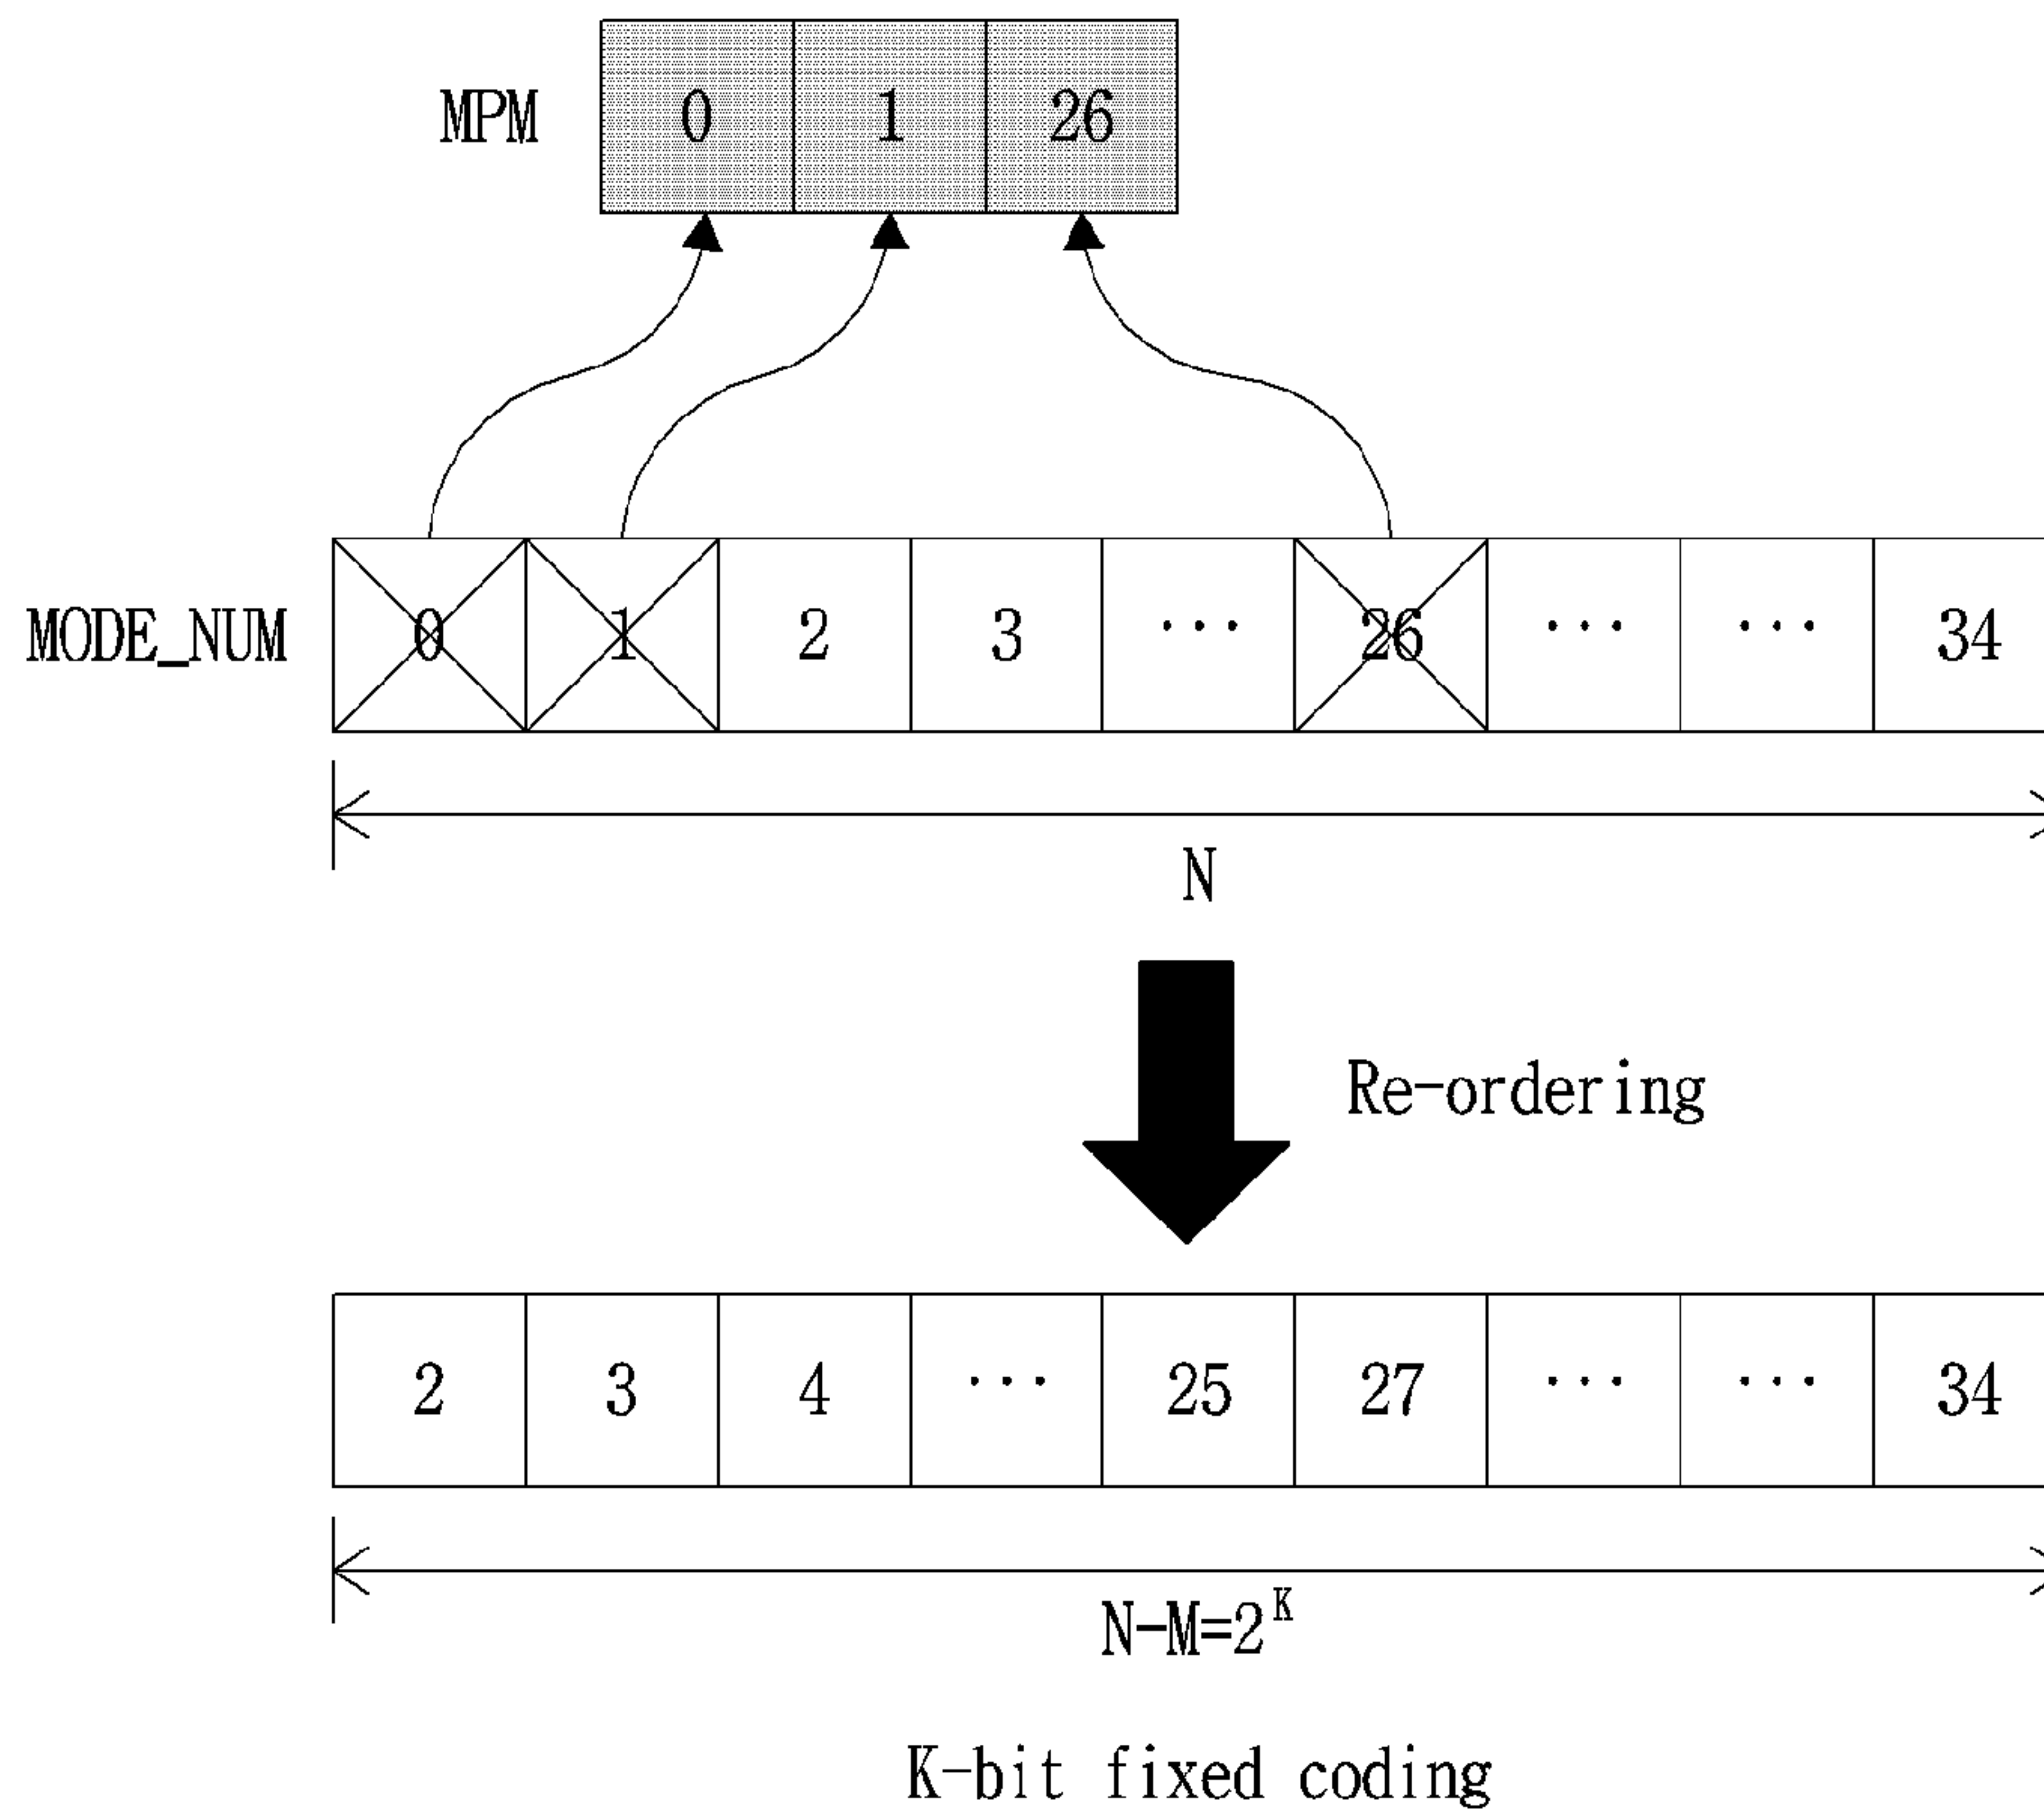 MPM 0 1 26
MODE_NUM 0 1 2 3 ... 26 ... ... 34
N
Re-ordering
2 3 4 ... 25 27 ... ... 34
N-M=2^K
K-bit fixed coding